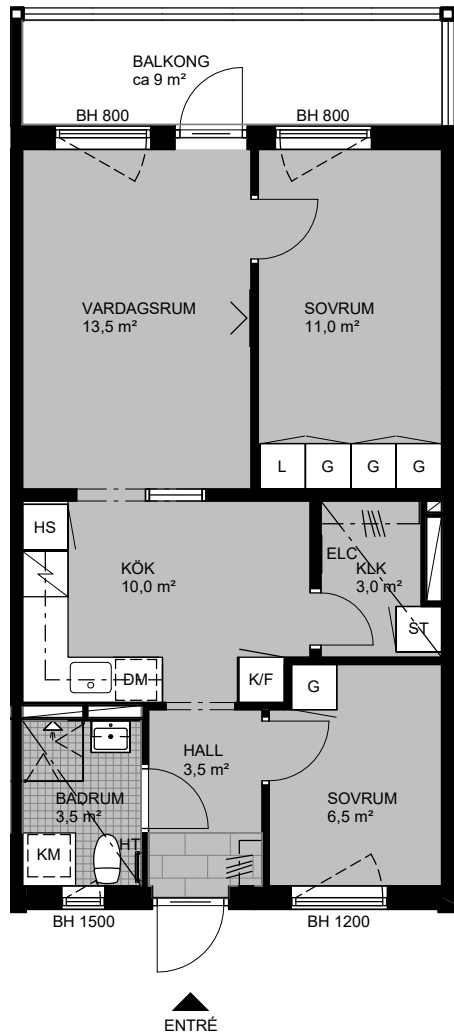 BALKONG
ca 9 m²
BH 800
BH 800
VARDAGSRUM
13,5 m²
SOVRUM
11,0 m²
L
G
G
G
HS
KÖK
10,0 m²
ELC
KLK
3,0 m²
ST
DM
K/F
G
HALL
3,5 m²
BADRUM
3,5 m²
SOVRUM
6,5 m²
HT
KM
BH 1500
BH 1200
ENTRÉ